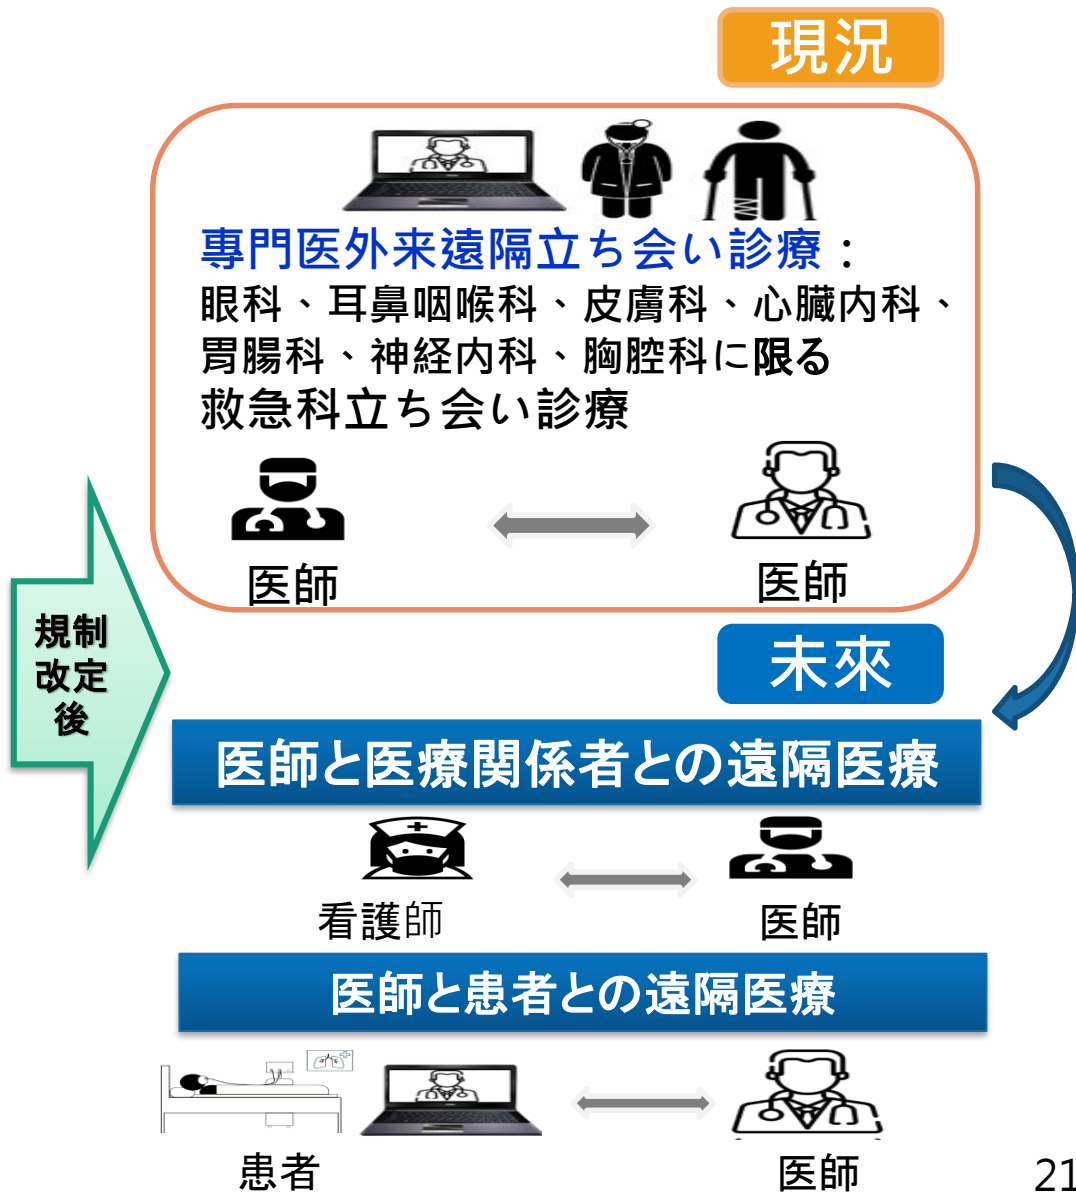 現況
專門医外来遠隔立ち会い診療：
眼科、耳鼻咽喉科、皮膚科、心臓内科、
胃腸科、神経内科、胸腔科に限る
救急科立ち会い診療
医師
医師
規制
改定
後
未來
医師と医療関係者との遠隔医療
看護師
医師
医師と患者との遠隔医療
患者
医師
21